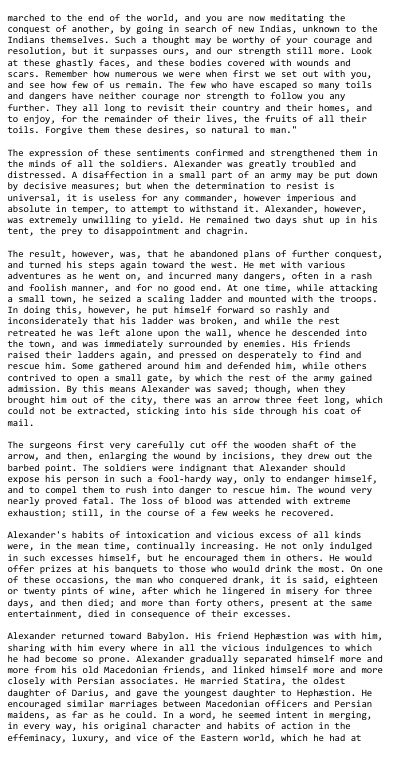 marched to the end of the world, and you are now meditating the
conquest of another, by going in search of new Indias, unknown to the
Indians themselves. Such a thought may be worthy of your courage and
resolution, but it surpasses ours, and our strength still more. Look
at these ghastly faces, and these bodies covered with wounds and
scars. Remember how numerous we were when first we set out with you,
and see how few of us remain. The few who have escaped so many toils
and dangers have neither courage nor strength to follow you any
further. They all long to revisit their country and their homes, and
to enjoy, for the remainder of their lives, the fruits of all their
toils. Forgive them these desires, so natural to man."

The expression of these sentiments confirmed and strengthened them in
the minds of all the soldiers. Alexander was greatly troubled and
distressed. A disaffection in a small part of an army may be put down
by decisive measures; but when the determination to resist is
universal, it is useless for any commander, however imperious and
absolute in temper, to attempt to withstand it. Alexander, however,
was extremely unwilling to yield. He remained two days shut up in his
tent, the prey to disappointment and chagrin.

The result, however, was, that he abandoned plans of further conquest,
and turned his steps again toward the west. He met with various
adventures as he went on, and incurred many dangers, often in a rash
and foolish manner, and for no good end. At one time, while attacking
a small town, he seized a scaling ladder and mounted with the troops.
In doing this, however, he put himself forward so rashly and
inconsiderately that his ladder was broken, and while the rest
retreated he was left alone upon the wall, whence he descended into
the town, and was immediately surrounded by enemies. His friends
raised their ladders again, and pressed on desperately to find and
rescue him. Some gathered around him and defended him, while others
contrived to open a small gate, by which the rest of the army gained
admission. By this means Alexander was saved; though, when they
brought him out of the city, there was an arrow three feet long, which
could not be extracted, sticking into his side through his coat of
mail.

The surgeons first very carefully cut off the wooden shaft of the
arrow, and then, enlarging the wound by incisions, they drew out the
barbed point. The soldiers were indignant that Alexander should
expose his person in such a fool-hardy way, only to endanger himself,
and to compel them to rush into danger to rescue him. The wound very
nearly proved fatal. The loss of blood was attended with extreme
exhaustion; still, in the course of a few weeks he recovered.

Alexander's habits of intoxication and vicious excess of all kinds
were, in the mean time, continually increasing. He not only indulged
in such excesses himself, but he encouraged them in others. He would
offer prizes at his banquets to those who would drink the most. On one
of these occasions, the man who conquered drank, it is said, eighteen
or twenty pints of wine, after which he lingered in misery for three
days, and then died; and more than forty others, present at the same
entertainment, died in consequence of their excesses.

Alexander returned toward Babylon. His friend Hephæstion was with him,
sharing with him every where in all the vicious indulgences to which
he had become so prone. Alexander gradually separated himself more and
more from his old Macedonian friends, and linked himself more and more
closely with Persian associates. He married Statira, the oldest
daughter of Darius, and gave the youngest daughter to Hephæstion. He
encouraged similar marriages between Macedonian officers and Persian
maidens, as far as he could. In a word, he seemed intent in merging,
in every way, his original character and habits of action in the
effeminacy, luxury, and vice of the Eastern world, which he had at